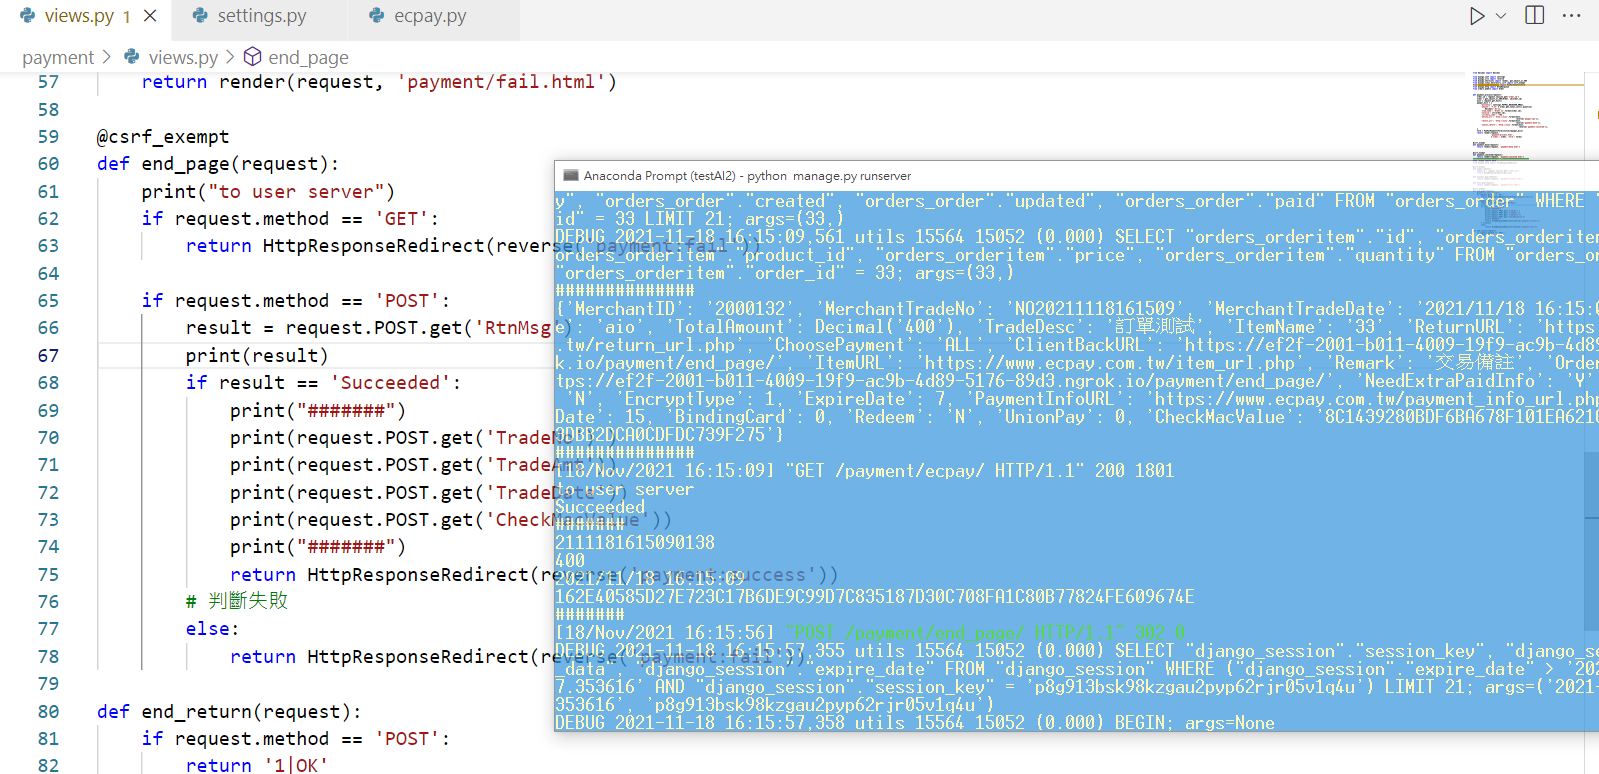 views.py 1 settings.py ecpay.py
payment > views.py > end_page
57 return render(request, 'payment/fail.html')
58
59 @csrf_exempt
60 def end_page(request):
61 print("to user server")
62 if request.method == 'GET':
63 return HttpResponseRedirect(reverse('payment:fail'))
64
65 if request.method == 'POST':
66 result = request.POST.get('RtnMsg')
67 print(result)
68 if result == 'Succeeded':
69 print("#######")
70 print(request.POST.get('TradeNo'))
71 print(request.POST.get('TradeAmt'))
72 print(request.POST.get('TradeDate'))
73 print(request.POST.get('CheckMacValue'))
74 print("#######")
75 return HttpResponseRedirect(reverse('payment:success'))
76 # 判斷失敗
77 else:
78 return HttpResponseRedirect(reverse('payment:fail'))
79
80 def end_return(request):
81 if request.method == 'POST':
82 return '1|OK'
Anaconda Prompt (testAI2) - python manage.py runserver
y", "orders_order"."created", "orders_order"."updated", "orders_order"."paid" FROM "orders_order" WHERE "
id" = 33 LIMIT 21; args=(33,)
DEBUG 2021-11-18 16:15:09,561 utils 15564 15052 (0.000) SELECT "orders_orderitem"."id", "orders_orderitem
orders_orderitem"."product_id", "orders_orderitem"."price", "orders_orderitem"."quantity" FROM "orders_or
"orders_orderitem"."order_id" = 33; args=(33,)
##############
{'MerchantID': '2000132', 'MerchantTradeNo': 'NO20211118161509', 'MerchantTradeDate': '2021/11/18 16:15:0
e': 'aio', 'TotalAmount': Decimal('400'), 'TradeDesc': '訂單測試', 'ItemName': '33', 'ReturnURL': 'https
.tw/return_url.php', 'ChoosePayment': 'ALL', 'ClientBackURL': 'https://ef2f-2001-b011-4009-19f9-ac9b-4d89
k.io/payment/end_page/', 'ItemURL': 'https://www.ecpay.com.tw/item_url.php', 'Remark': '交易備註', 'Order
tps://ef2f-2001-b011-4009-19f9-ac9b-4d89-5176-89d3.ngrok.io/payment/end_page/', 'NeedExtraPaidInfo': 'Y'
'N', 'EncryptType': 1, 'ExpireDate': 7, 'PaymentInfoURL': 'https://www.ecpay.com.tw/payment_info_url.php
Date': 15, 'BindingCard': 0, 'Redeem': 'N', 'UnionPay': 0, 'CheckMacValue': '8C1439280BDF6BA678F101EA621C
3DBB2DCA0CDFDC739F275'}
##############
[18/Nov/2021 16:15:09] "GET /payment/ecpay/ HTTP/1.1" 200 1801
to user server
Succeeded
#######
2111181615090138
400
2021/11/18 16:15:09
162E40585D27E723C17B6DE9C99D7C835187D30C708FA1C80B77824FE609674E
#######
[18/Nov/2021 16:15:56] "POST /payment/end_page/ HTTP/1.1" 302 0
DEBUG 2021-11-18 16:15:57,355 utils 15564 15052 (0.000) SELECT "django_session"."session_key", "django_se
_data", "django_session"."expire_date" FROM "django_session" WHERE ("django_session"."expire_date" > '202
7.353616' AND "django_session"."session_key" = 'p8g913bsk98kzgau2pyp62rjr05v1q4u') LIMIT 21; args=('2021-
353616', 'p8g913bsk98kzgau2pyp62rjr05v1q4u')
DEBUG 2021-11-18 16:15:57,358 utils 15564 15052 (0.000) BEGIN; args=None